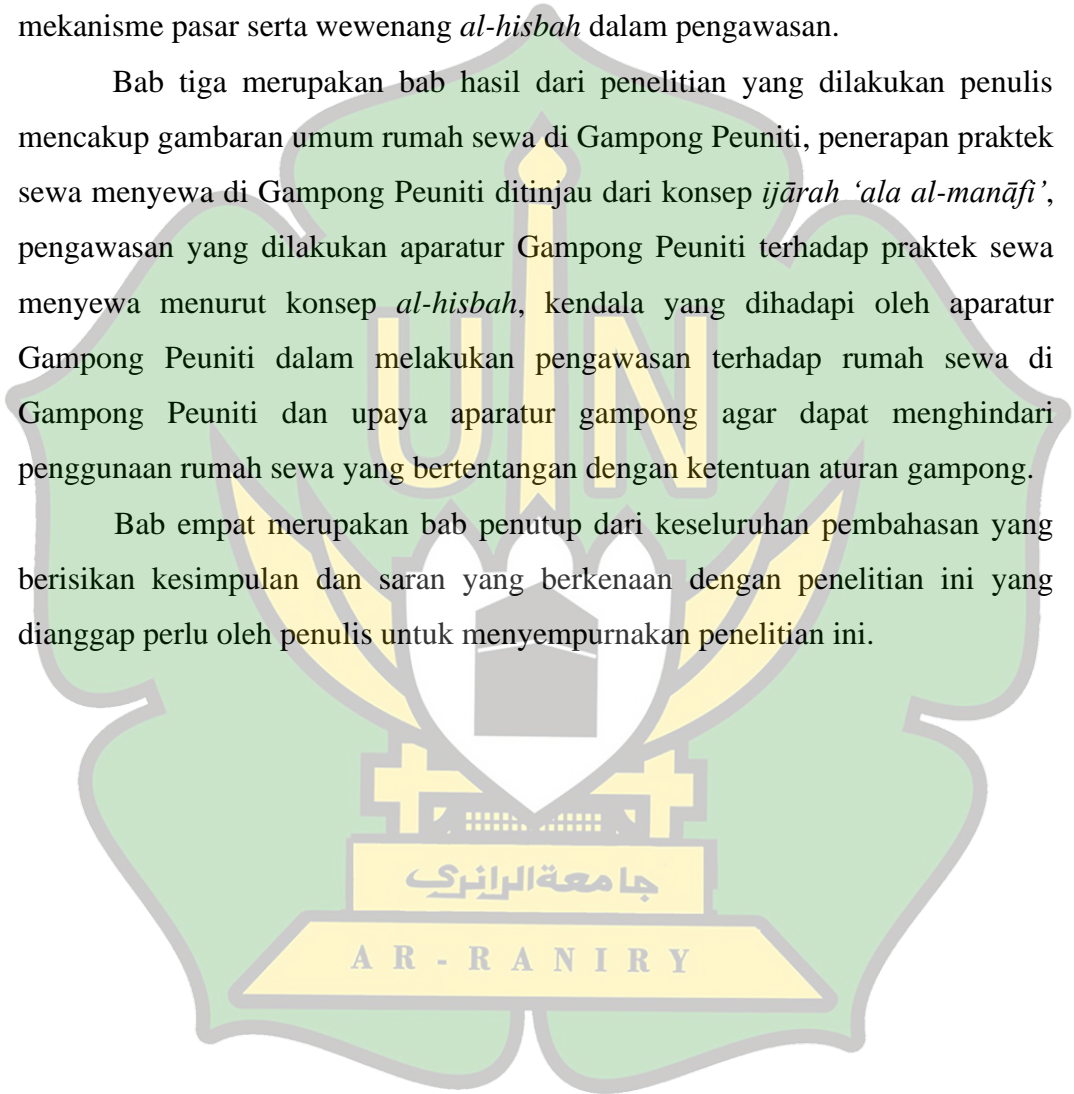 mekanisme pasar serta wewenang al-hisbah dalam pengawasan.
Bab tiga merupakan bab hasil dari penelitian yang dilakukan penulis
mencakup gambaran umum rumah sewa di Gampong Peuniti, penerapan praktek
sewa menyewa di Gampong Peuniti ditinjau dari konsep ijārah ‘ala al-manāfi’,
pengawasan yang dilakukan aparatur Gampong Peuniti terhadap praktek sewa
menyewa menurut konsep al-hisbah, kendala yang dihadapi oleh aparatur
Gampong Peuniti dalam melakukan pengawasan terhadap rumah sewa di
Gampong Peuniti dan upaya aparatur gampong agar dapat menghindari
penggunaan rumah sewa yang bertentangan dengan ketentuan aturan gampong.
Bab empat merupakan bab penutup dari keseluruhan pembahasan yang
berisikan kesimpulan dan saran yang berkenaan dengan penelitian ini yang
dianggap perlu oleh penulis untuk menyempurnakan penelitian ini.
UIN
جامعة الرانري
AR-RANIRY